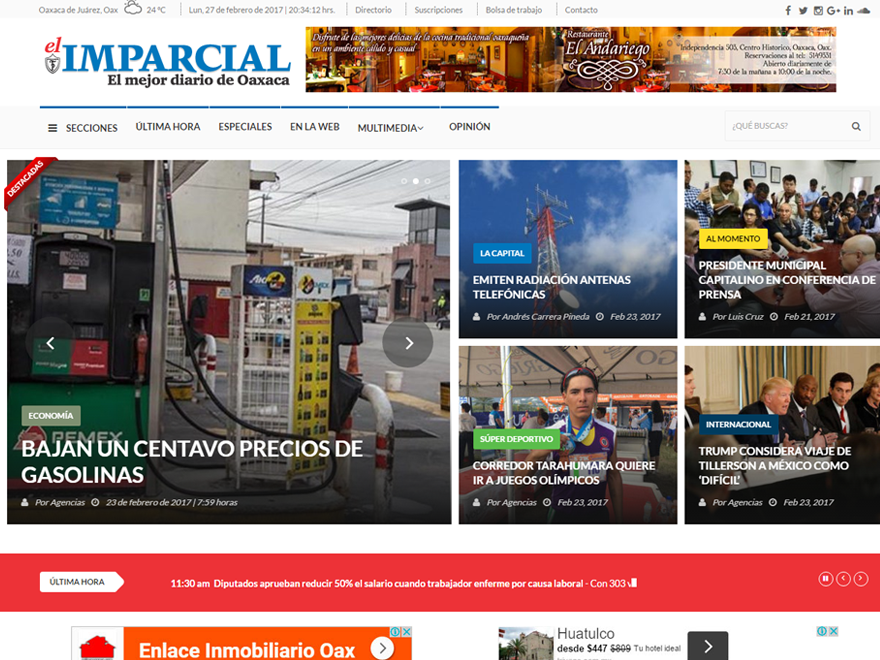 Oaxaca de Juárez, Oax 24 °C Lun, 27 de febrero de 2017 | 20:34:12 hrs. Directorio Suscripciones Bolsa de trabajo Contacto
el IMPARCIAL
El mejor diario de Oaxaca
Disfrute de las mejores delicias de la cocina tradicional oaxaqueña
en un ambiente, cálido y casual
Restaurante
El Andariego
Independencia 503, Centro Historico, Oaxaca, Oax.
Reservaciones al tel: 5149331
Abierto diariamente de
7:30 de la mañana a 10:00 de la noche.
SECCIONES ÚLTIMA HORA ESPECIALES EN LA WEB MULTIMEDIA OPINIÓN
¿QUÉ BUSCAS?
DESTACADAS
ECONOMÍA
PEMEX
BAJAN UN CENTAVO PRECIOS DE
GASOLINAS
Por Agencias 23 de febrero de 2017 | 7:59 horas
LA CAPITAL
EMITEN RADIACIÓN ANTENAS
TELEFÓNICAS
Por Andrés Carrera Pineda Feb 23, 2017
AL MOMENTO
PRESIDENTE MUNICIPAL
CAPITALINO EN CONFERENCIA DE
PRENSA
Por Luis Cruz Feb 21, 2017
SÚPER DEPORTIVO
CORREDOR TARAHUMARA QUIERE
IR A JUEGOS OLÍMPICOS
Por Agencias Feb 23, 2017
INTERNACIONAL
TRUMP CONSIDERA VIAJE DE
TILLERSON A MÉXICO COMO
'DIFÍCIL'
Por Agencias Feb 23, 2017
ÚLTIMA HORA
11:30 am Diputados aprueban reducir 50% el salario cuando trabajador enferme por causa laboral - Con 303 v
Enlace Inmobiliario Oax
Huatulco
desde $447 $809 Tu hotel ideal